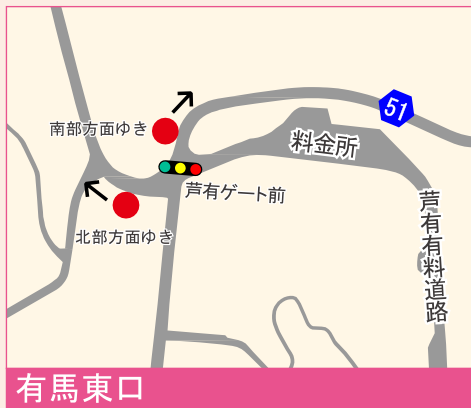 51
南部方面ゆき
料金所
芦有ゲート前
芦有有料道路
北部方面ゆき
有馬東口